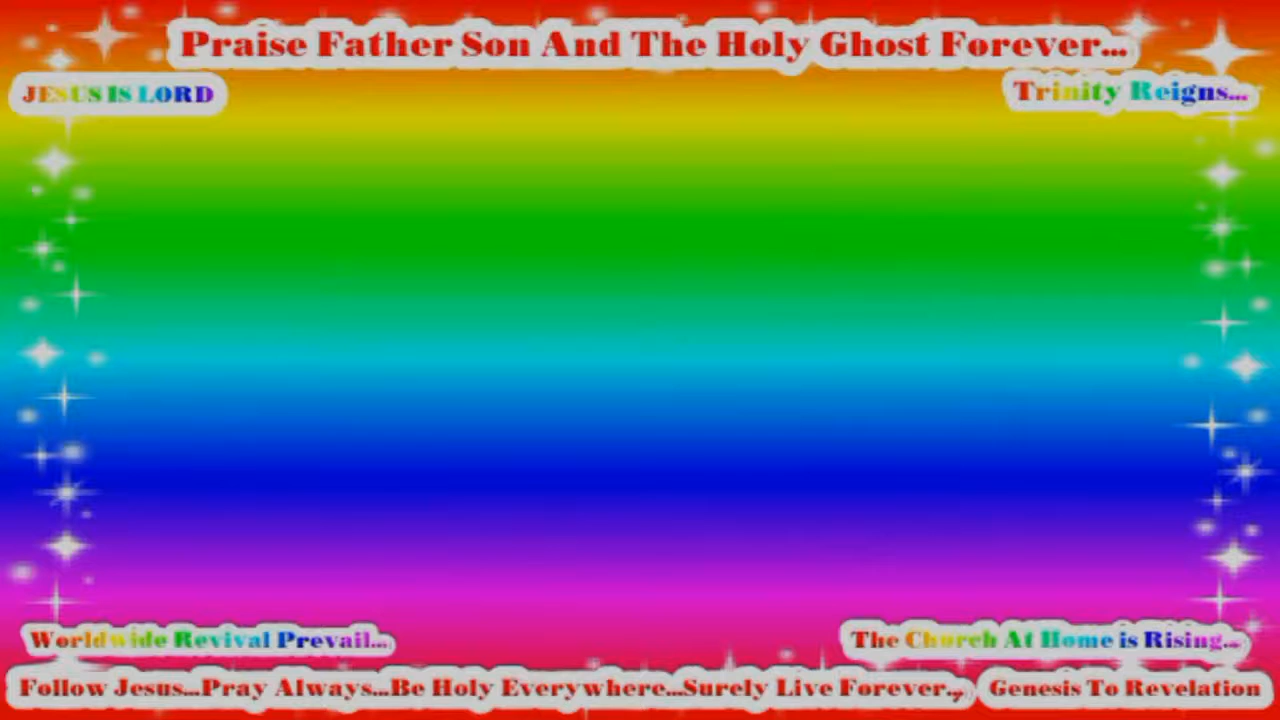 Praise Father Son And The Holy Ghost Forever...
JESUS IS LORD
Trinity Reigns...
Worldwide Revival Prevail...
The Church At Home is Rising...
Follow Jesus...Pray Always...Be Holy Everywhere...Surely Live Forever..,
Genesis To Revelation